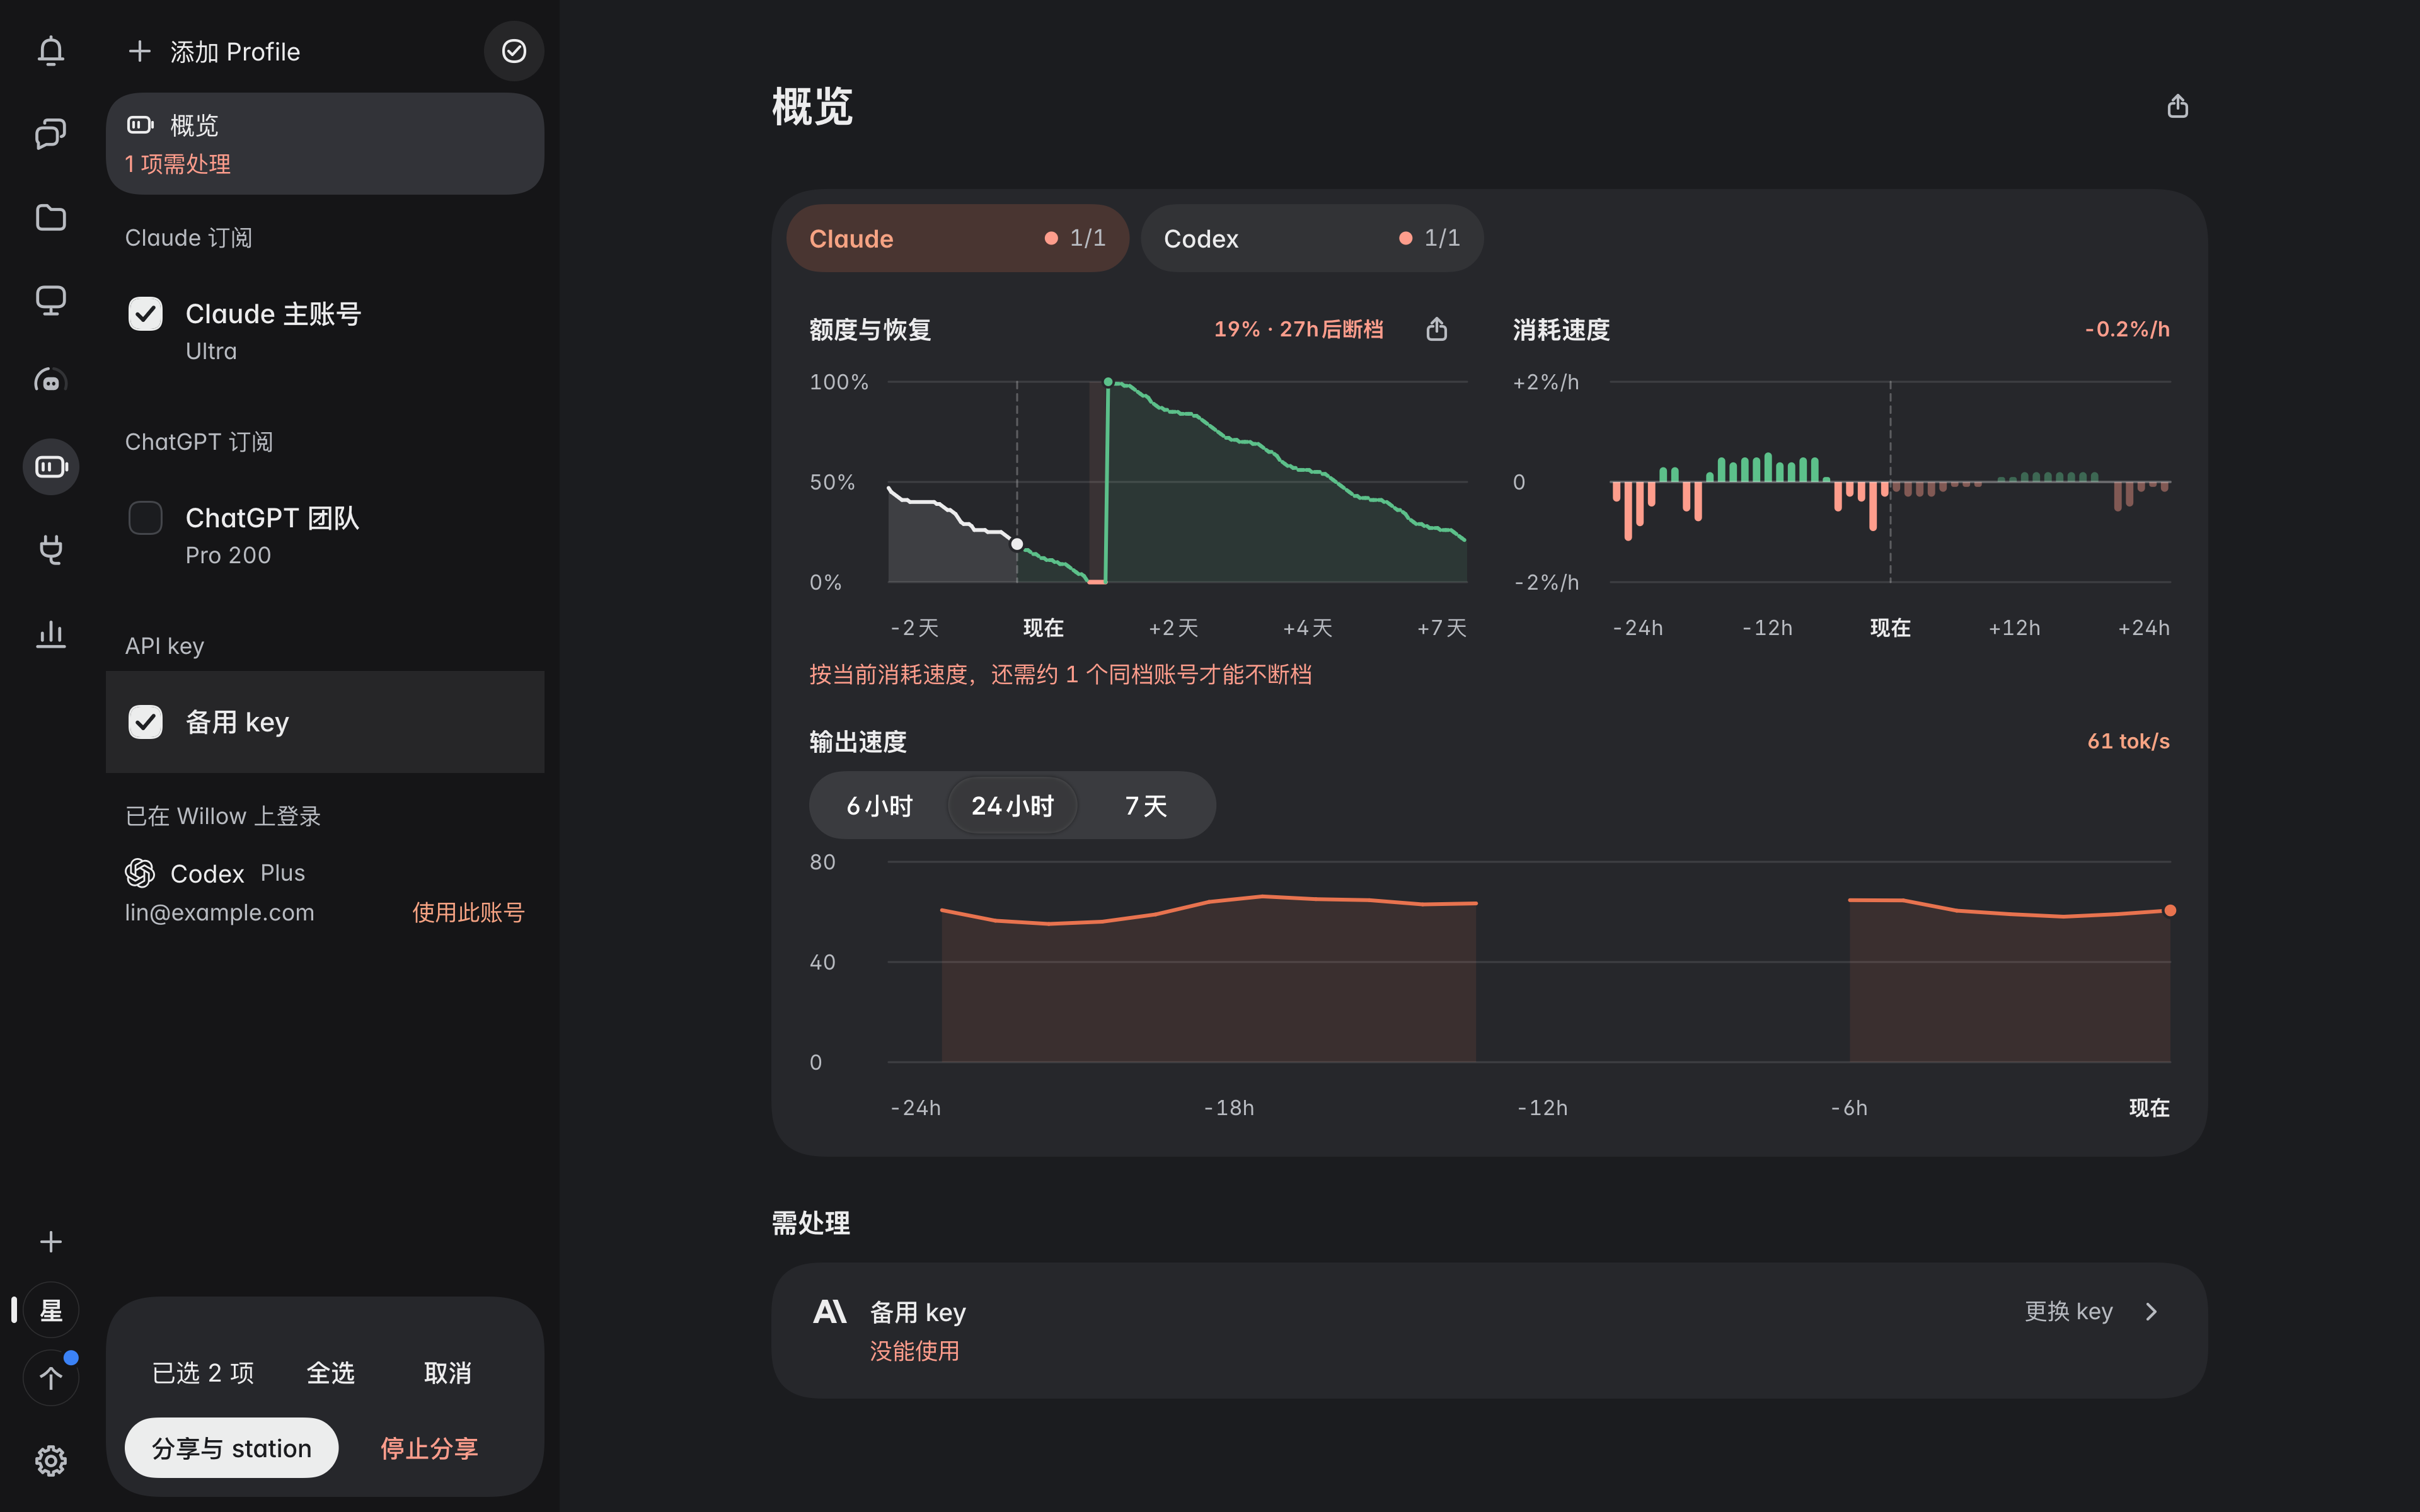 添加 Profile
概览
1 项需处理
Claude 订阅
Claude 主账号
Ultra
ChatGPT 订阅
ChatGPT 团队
Pro 200
API key
备用 key
已在 Willow 上登录
Codex Plus
lin@example.com 使用此账号
星
个
已选 2 项 全选 取消
分享与 station 停止分享
概览
Claude 1/1 Codex 1/1
额度与恢复 19% · 27h后断档
100%
50%
0%
-2天 现在 +2天 +4天 +7天
按当前消耗速度，还需约 1 个同档账号才能不断档
消耗速度 -0.2%/h
+2%/h
0
-2%/h
-24h -12h 现在 +12h +24h
输出速度 61 tok/s
6小时 24小时 7天
80
40
0
-24h -18h -12h -6h 现在
需处理
备用 key 更换 key
没能使用